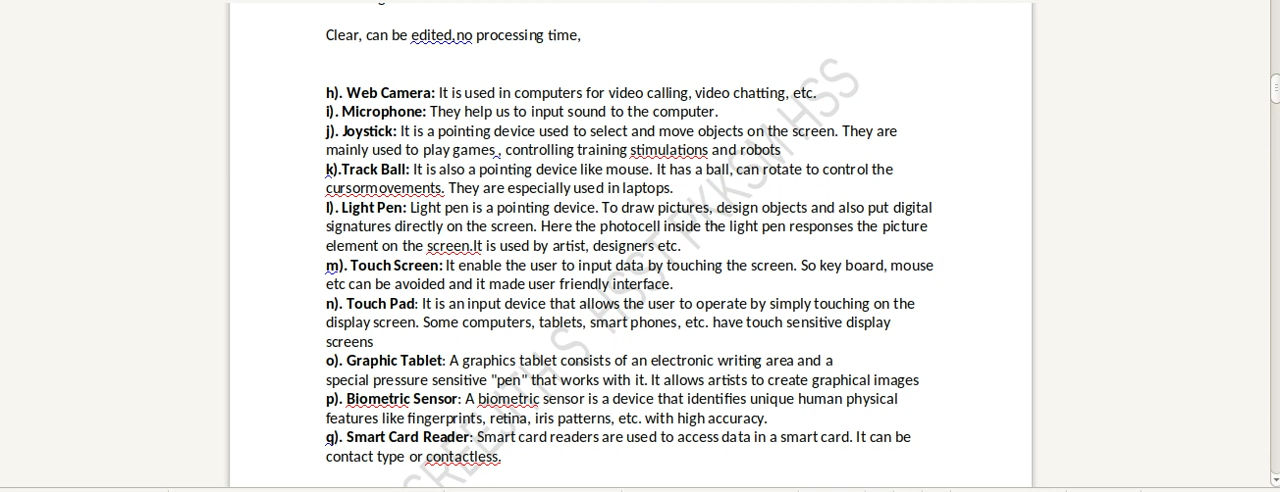 Clear, can be edited,no processing time,
h). Web Camera: It is used in computers for video calling, video chatting, etc.
i). Microphone: They help us to input sound to the computer.
j). Joystick: It is a pointing device used to select and move objects on the screen. They are
mainly used to play games,, controlling training stimulations and robots
k).Track Ball: It is also a pointing device like mouse. It has a ball, can rotate to control the
cursormovements. They are especially used in laptops.
l). Light Pen: Light pen is a pointing device. To draw pictures, design objects and also put digital
signatures directly on the screen. Here the photocell inside the light pen responses the picture
element on the screen.It is used by artist, designers etc.
m). Touch Screen: It enable the user to input data by touching the screen. So key board, mouse
etc can be avoided and it made user friendly interface.
n). Touch Pad: It is an input device that allows the user to operate by simply touching on the
display screen. Some computers, tablets, smart phones, etc. have touch sensitive display
screens
o). Graphic Tablet: A graphics tablet consists of an electronic writing area and a
special pressure sensitive "pen" that works with it. It allows artists to create graphical images
p). Biometric Sensor: A biometric sensor is a device that identifies unique human physical
features like fingerprints, retina, iris patterns, etc. with high accuracy.
q). Smart Card Reader: Smart card readers are used to access data in a smart card. It can be
contact type or contactless.
SREEJITH S HSST PKKSM HSS